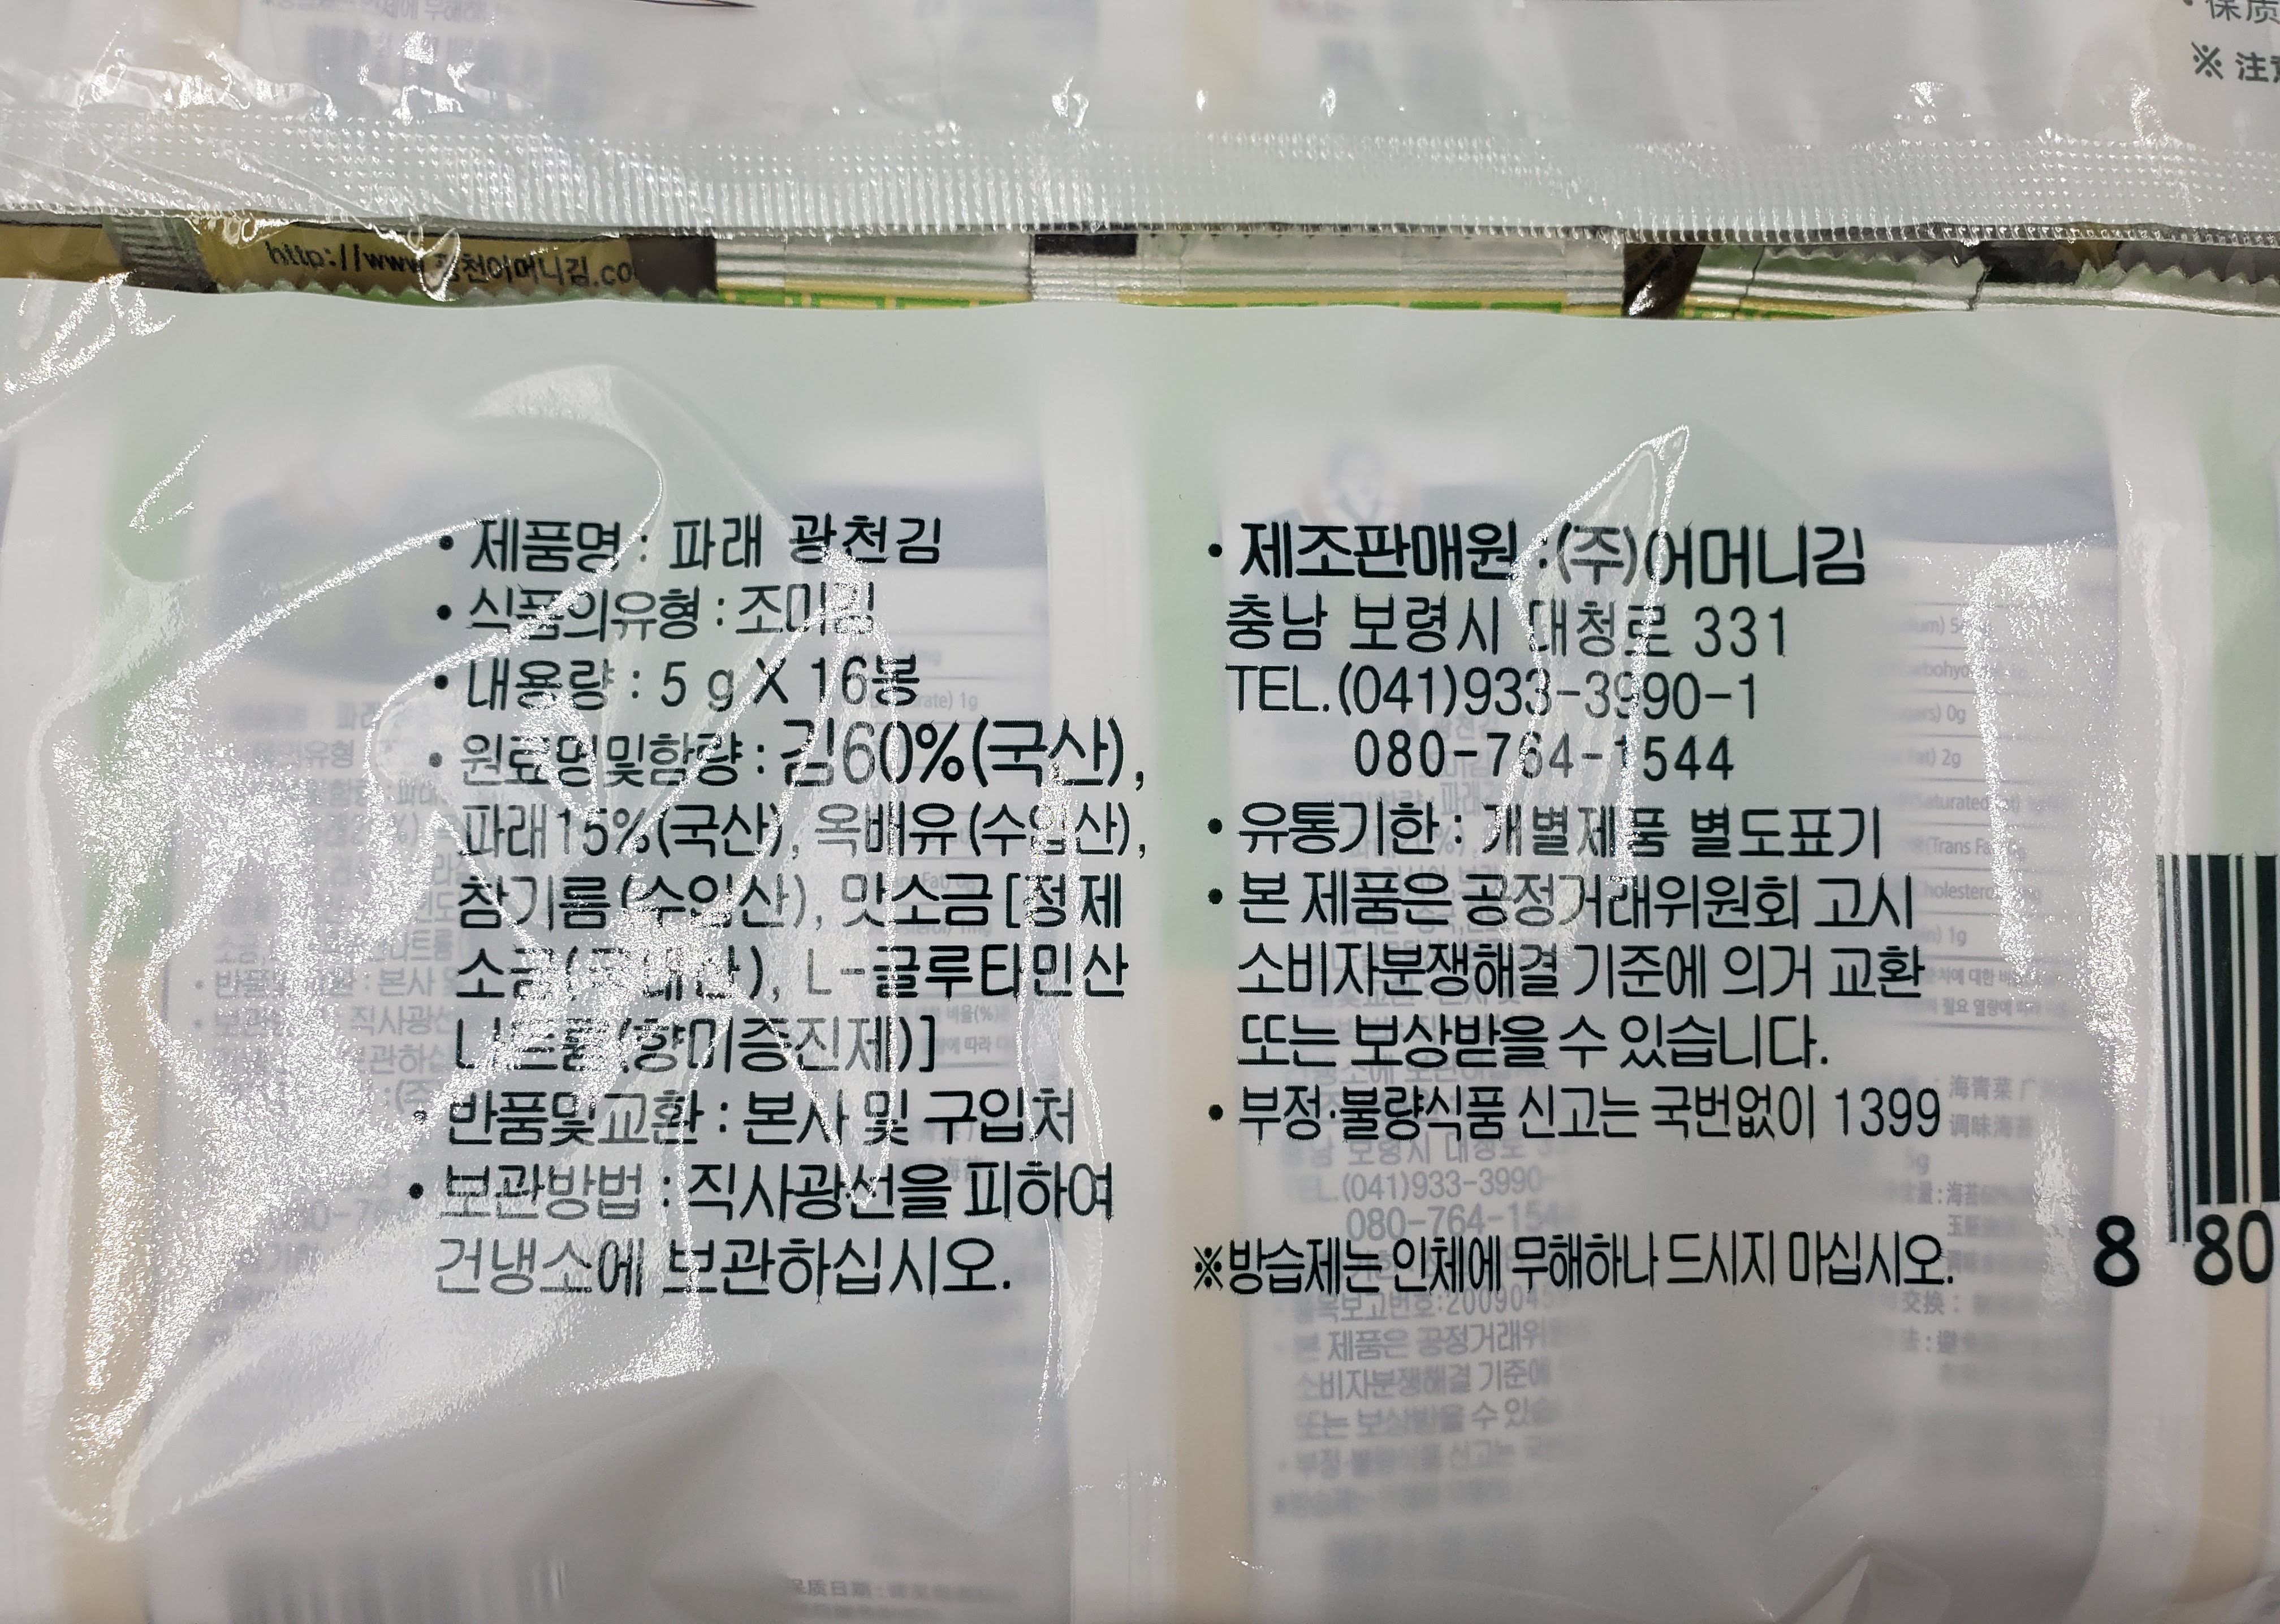 保质
※ 注意
http://www.광천어머니김.co
• 제품명 : 파래 광천김
• 식품의유형 : 조미김
• 내용량 : 5 g X 16봉
• 원료명및함량 : 김60%(국산),
파래15%(국산), 옥배유(수입산),
참기름(수입산), 맛소금[정제
소금(국내산), L-글루타민산
나트륨(향미증진제)]
• 반품및교환 : 본사 및 구입처
• 보관방법 : 직사광선을 피하여
건냉소에 보관하십시오.
• 제조판매원 : (주)어머니김
충남 보령시 대청로 331
TEL.(041)933-3990-1
080-764-1544
• 유통기한 : 개별제품 별도표기
• 본 제품은 공정거래위원회 고시
소비자분쟁해결 기준에 의거 교환
또는 보상받을 수 있습니다.
• 부정·불량식품 신고는 국번없이 1399
※방습제는 인체에 무해하나 드시지 마십시오.
8 80